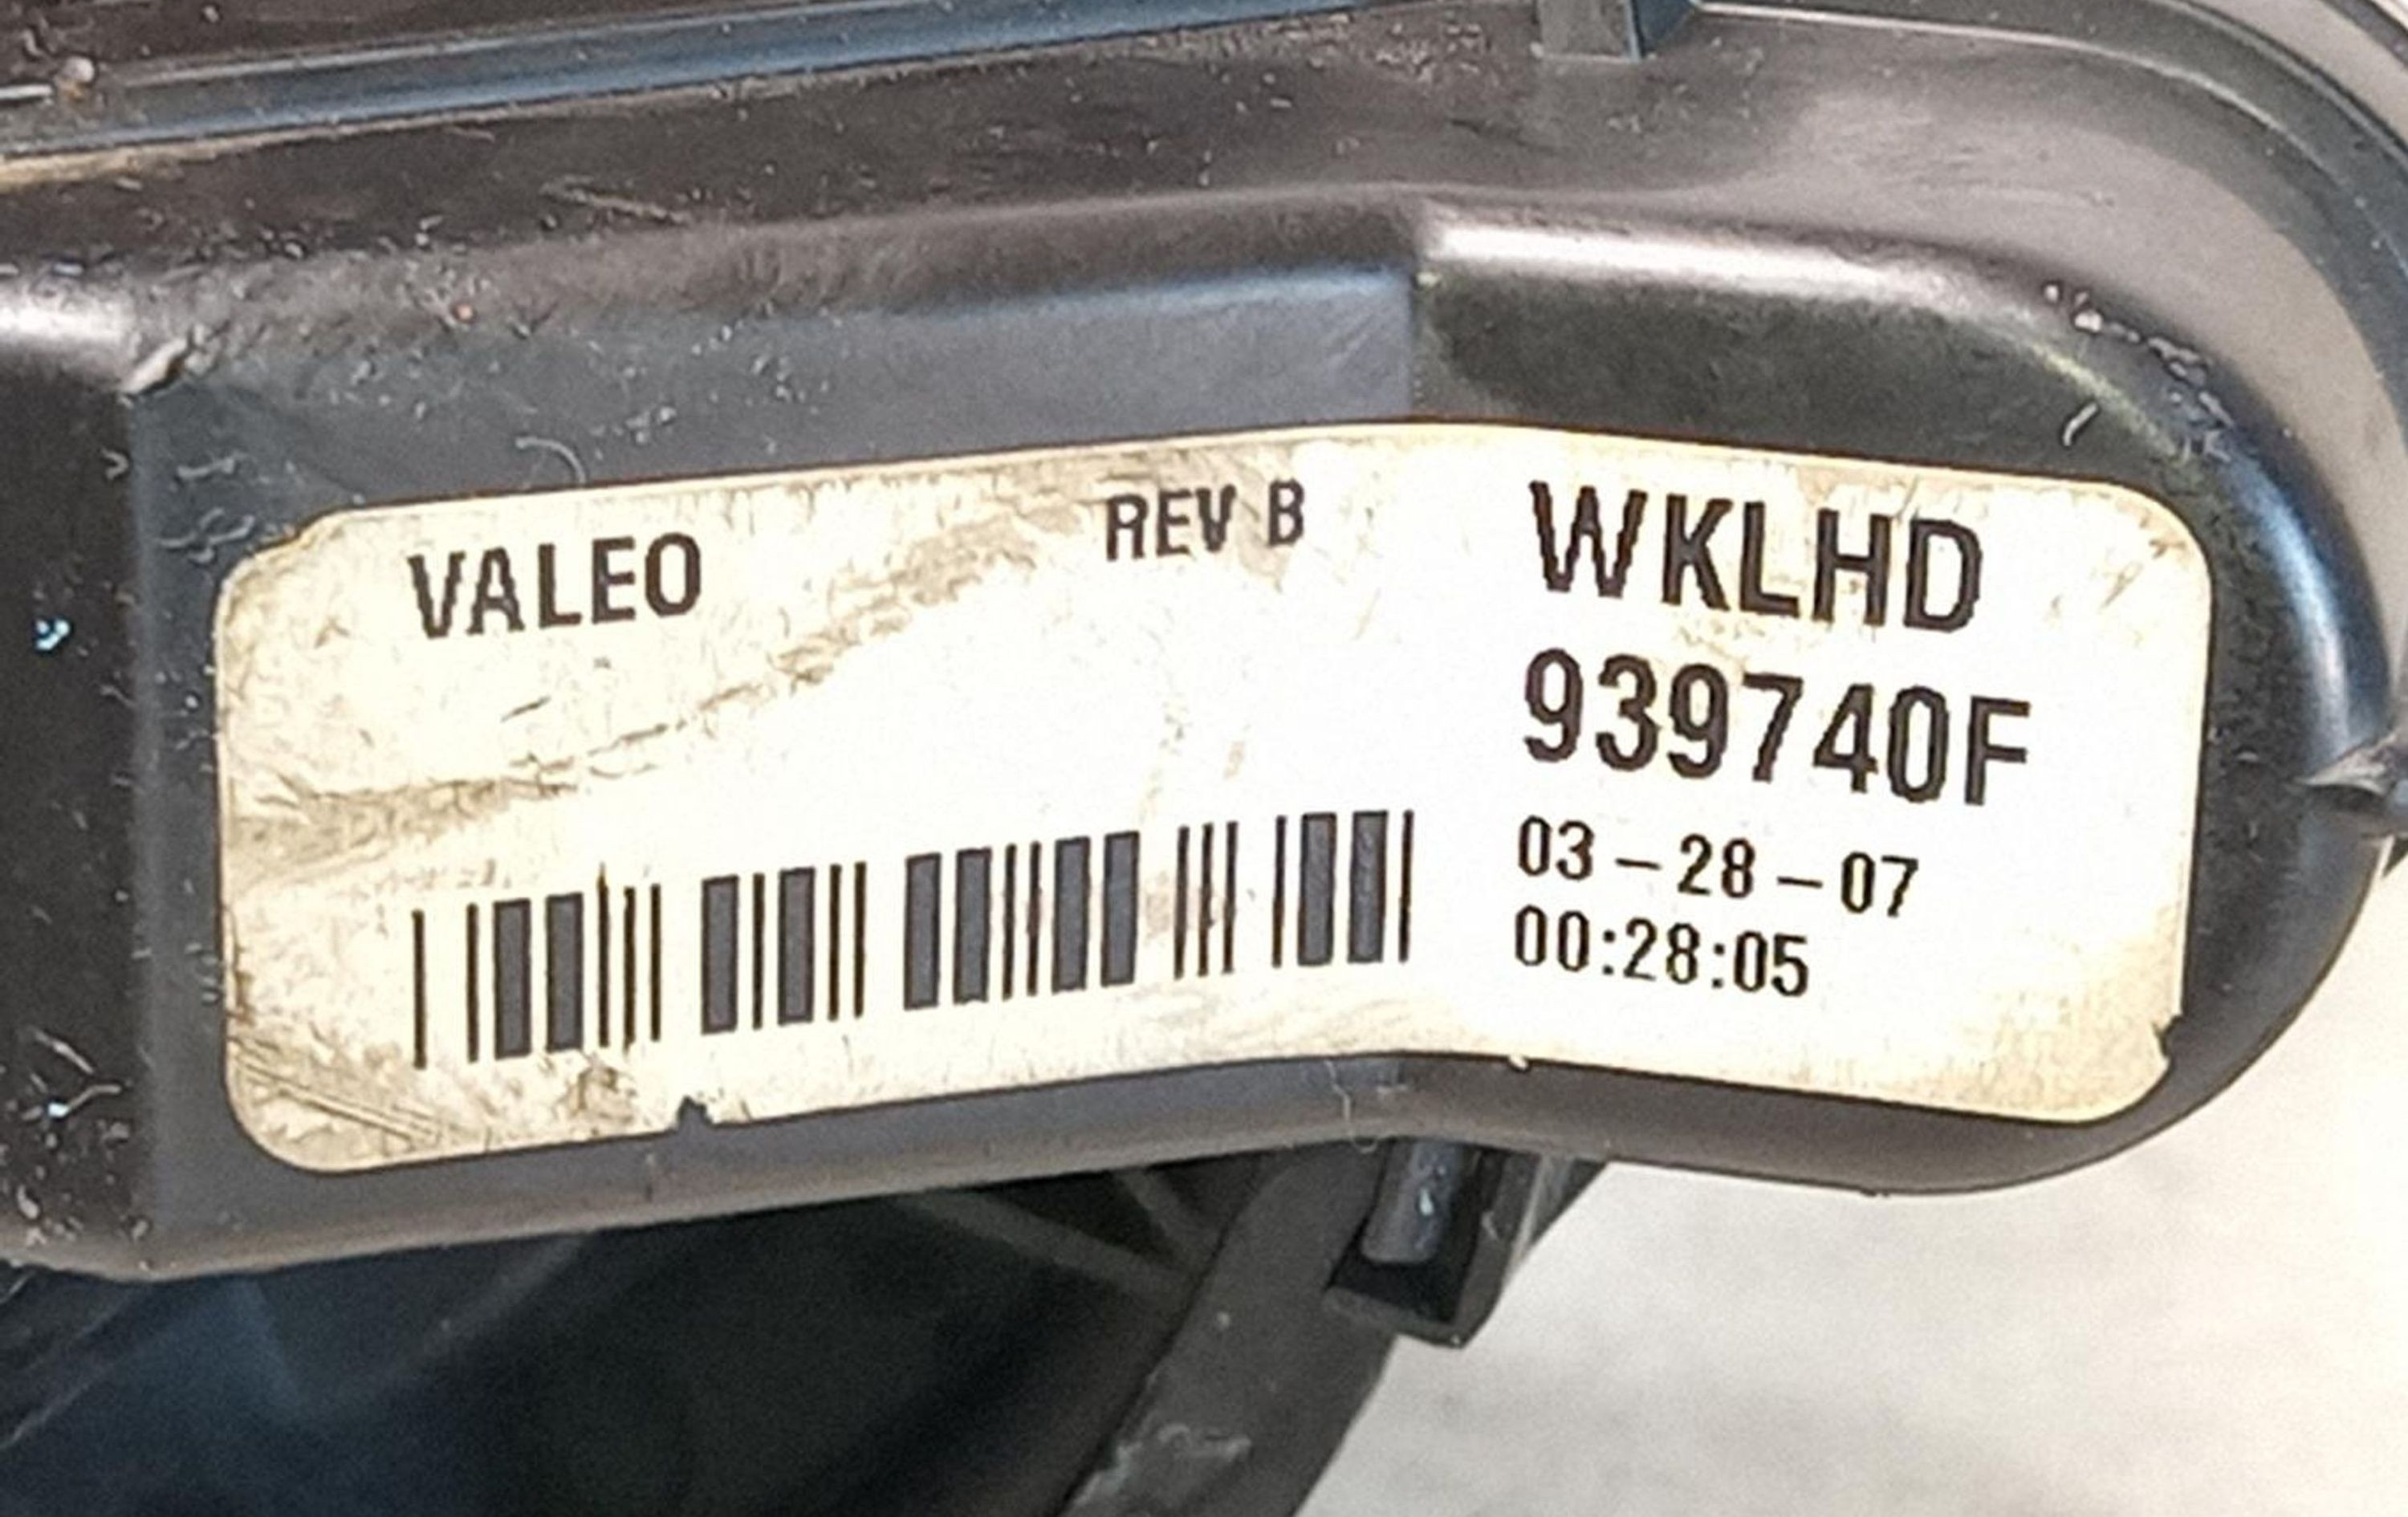 VALEO
REV B
WKLHD
939740F
03-28-07
00:28:05